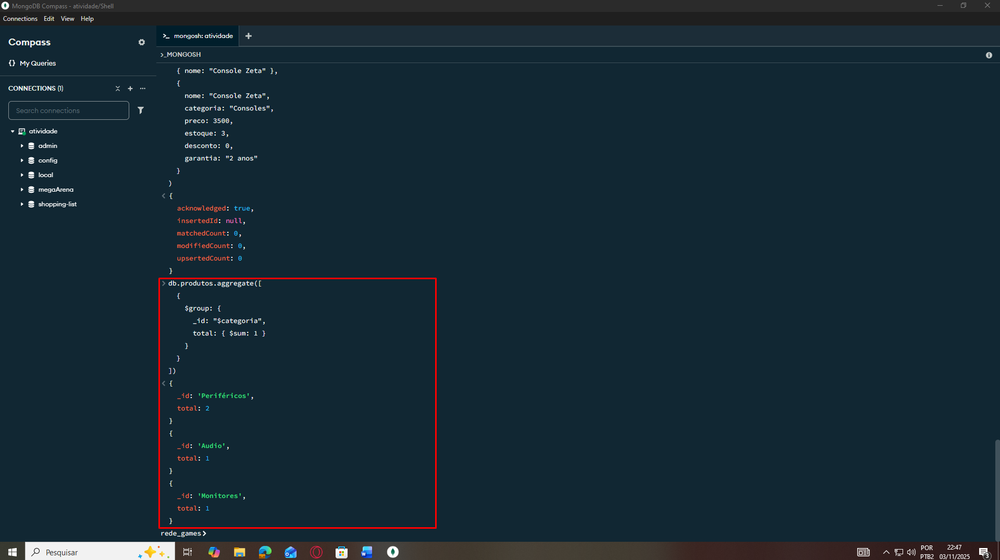 MongoDB Compass - atividade/Shell
Connections Edit View Help
Compass
{} My Queries
CONNECTIONS (1)
Search connections
atividade
admin
config
local
megaArena
shopping-list
>_ mongosh: atividade
>_MONGOSH
{ nome: "Console Zeta" },
{
nome: "Console Zeta",
categoria: "Consoles",
preco: 3500,
estoque: 3,
desconto: 0,
garantia: "2 anos"
}
)
< {
acknowledged: true,
insertedId: null,
matchedCount: 0,
modifiedCount: 0,
upsertedCount: 0
}
> db.produtos.aggregate([
{
$group: {
_id: "$categoria",
total: { $sum: 1 }
}
}
])
< {
_id: 'Periféricos',
total: 2
}
{
_id: 'Audio',
total: 1
}
{
_id: 'Monitores',
total: 1
}
rede_games>
Pesquisar
POR
PTB2
22:47
03/11/2025
3